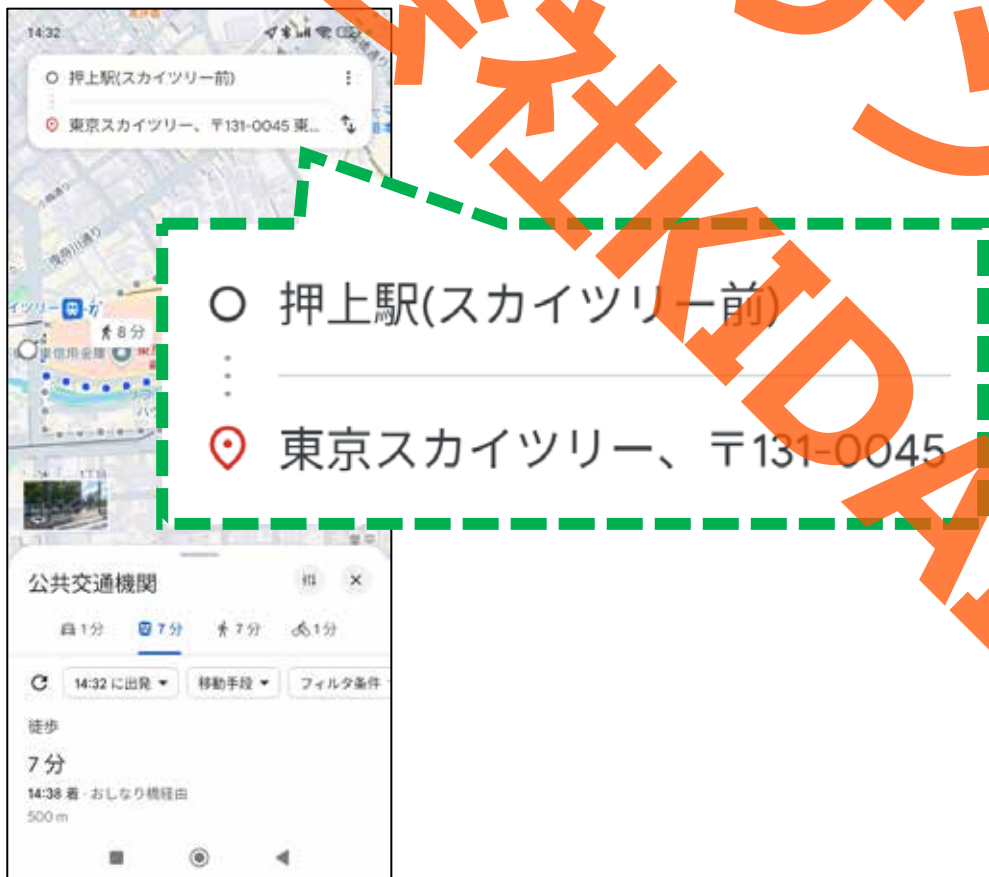 14:32
押上駅(スカイツリー前)
東京スカイツリー、〒131-0045 東...
押上駅(スカイツリー前)
東京スカイツリー、〒131-0045
8分
公共交通機関
1分 7分 7分 1分
14:32 に出発 移動手段 フィルタ条件
徒歩
7 分
14:38 着・おしなり橋経由
500 m
社KIDA